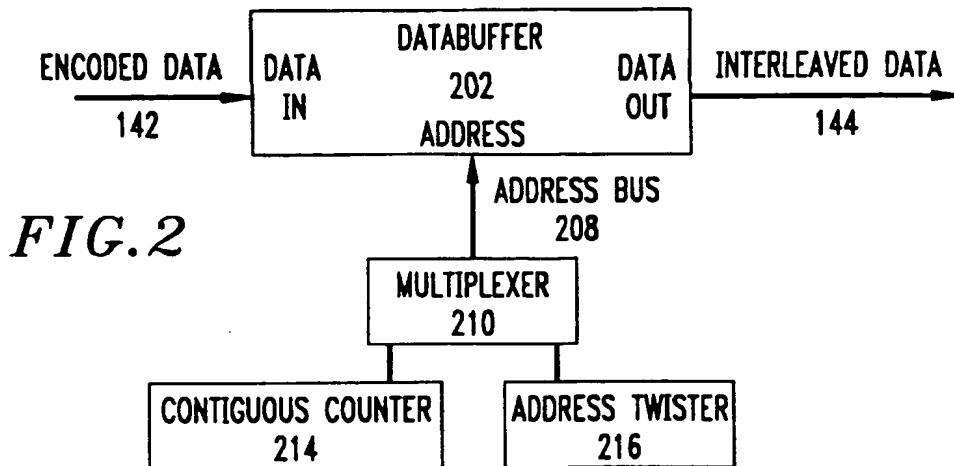 DATABUFFER
202
ENCODED DATA
142
DATA
IN
DATA
OUT
ADDRESS
INTERLEAVED DATA
144
ADDRESS BUS
208
FIG.2
MULTIPLEXER
210
CONTIGUOUS COUNTER
214
ADDRESS TWISTER
216